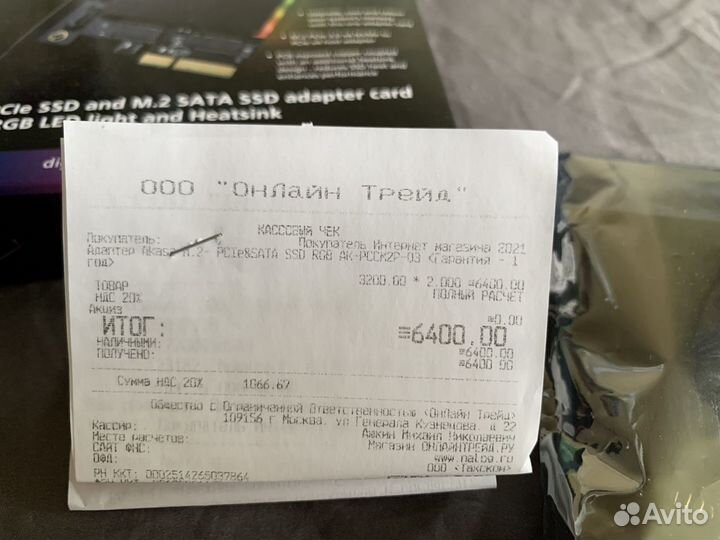 PCIe SSD and M.2 SATA SSD adapter card
RGB LED light and Heatsink
ООО "Онлайн Трейд"
КАССОВЫЙ ЧЕК
Покупатель: Покупатель Интернет магазина 2021
Адаптер Akasa M.2- PCIe&SATA SSD RGB AK-PCCM2P-03 <Гарантия - 1
год>
3200.00 * 2.000 =6400.00
ТОВАР ПОЛНЫЙ РАСЧЕТ
НДС 20%
Акциз =0.00
ИТОГ: =6400.00
НАЛИЧНЫМИ: =6400.00
ПОЛУЧЕНО: =6400.00
Сумма НДС 20% 1066.67
Общество с Ограниченной Ответственностью <Онлайн Трейд>
109156 г Москва, ул Генерала Кузнецова, д 22
Кассир: Михаил Николаевич
Место расчетов: Магазин ОНЛАЙНТРЕЙД.РУ
САЙТ ФНС: www.nalog.ru
ОФД: ООО <Такском>
РН ККТ: 0002514265037864
Avito